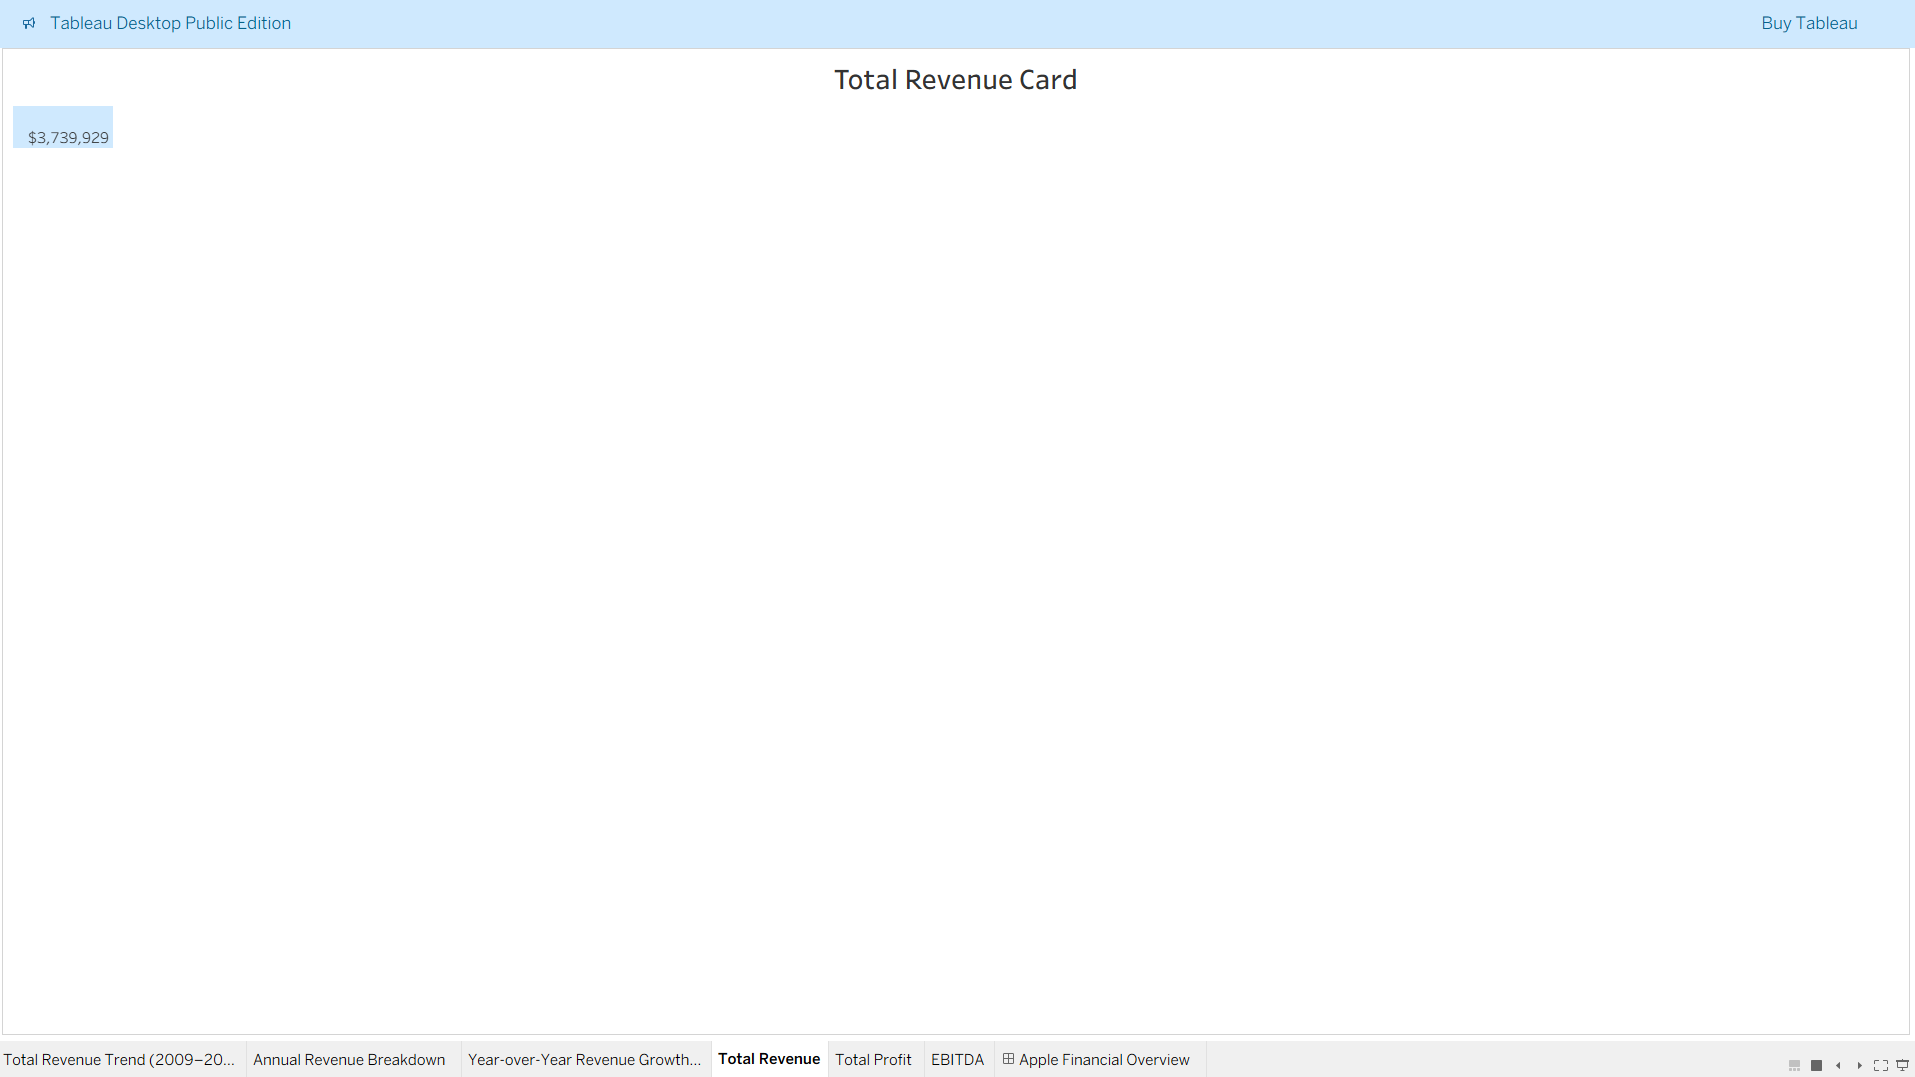 Tableau Desktop Public Edition
Buy Tableau
Total Revenue Card
$3,739,929
Total Revenue Trend (2009–20...
Annual Revenue Breakdown
Year-over-Year Revenue Growth...
Total Revenue
Total Profit
EBITDA
Apple Financial Overview